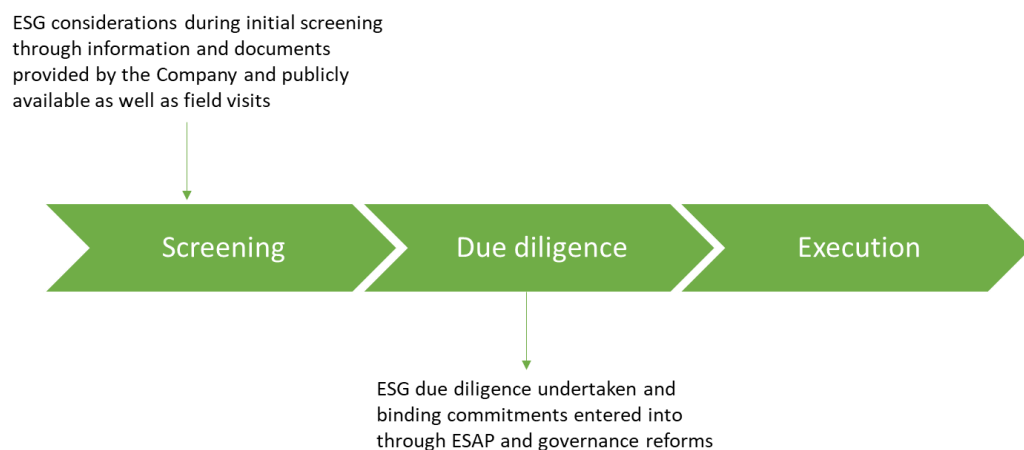 ESG considerations during initial screening
through information and documents
provided by the Company and publicly
available as well as field visits
Screening
Due diligence
Execution
ESG due diligence undertaken and
binding commitments entered into
through ESAP and governance reforms